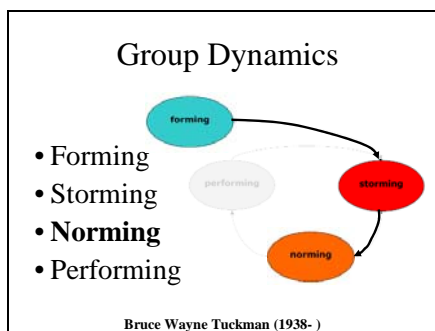 Group Dynamics
forming
• Forming
• Storming
• Norming
• Performing
performing
storming
norming
Bruce Wayne Tuckman (1938- )